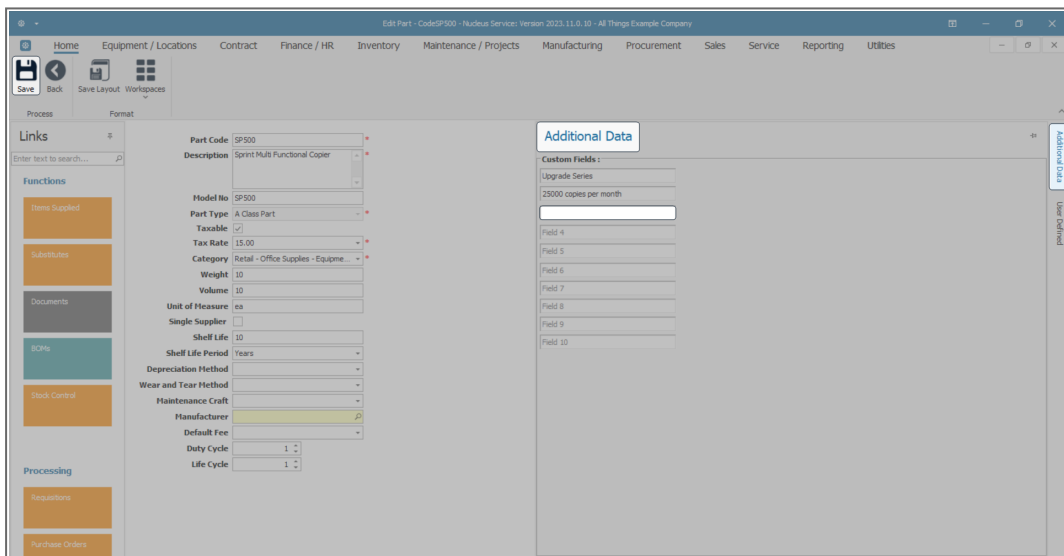 Edit Part - CodeSP500 - Nucleus Service: Version 2023.11.0.10 - All Things Example Company
Home Equipment / Locations Contract Finance / HR Inventory Maintenance / Projects Manufacturing Procurement Sales Service Reporting Utilities
Save Back Save Layout Workspaces
Process Format
Links
Enter text to search...
Functions
Items Supplied
Substitutes
Documents
BOMs
Stock Control
Processing
Requisitions
Purchase Orders
Part Code SP500 *
Description Sprint Multi Functional Copier *
Model No SP500
Part Type A Class Part *
Taxable
Tax Rate 15.00 *
Category Retail - Office Supplies - Equipme... *
Weight 10
Volume 10
Unit of Measure ea
Single Supplier
Shelf Life 10
Shelf Life Period Years
Depreciation Method
Wear and Tear Method
Maintenance Craft
Manufacturer
Default Fee
Duty Cycle 1
Life Cycle 1
Additional Data
Custom Fields :
Upgrade Series
25000 copies per month
Field 4
Field 5
Field 6
Field 7
Field 8
Field 9
Field 10
Additional Data
User Defined